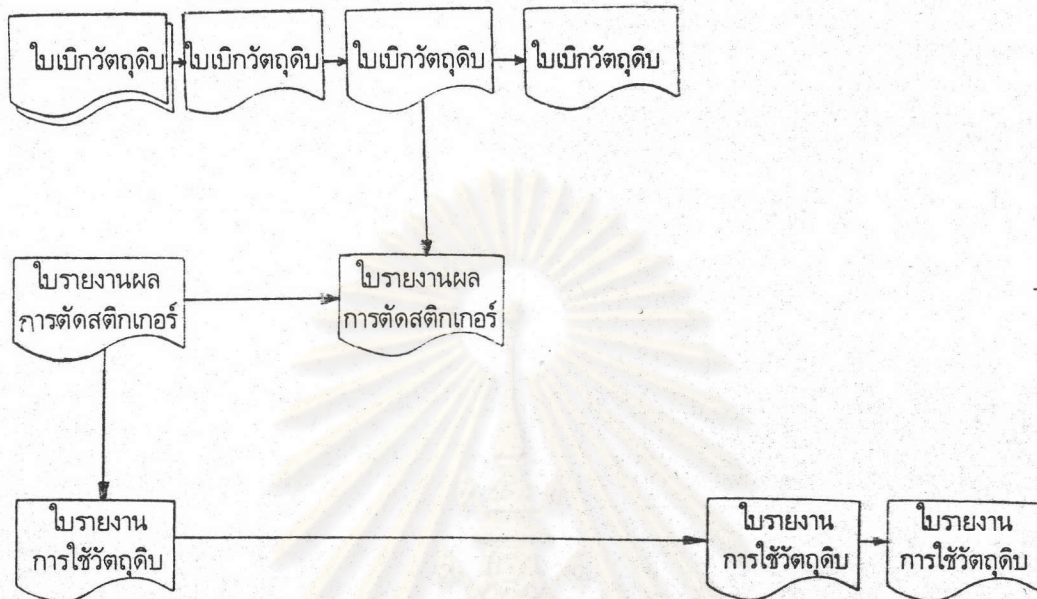 ใบเบิกวัตถุดิบ ใบเบิกวัตถุดิบ ใบเบิกวัตถุดิบ ใบเบิกวัตถุดิบ
ใบรายงานผล
การตัดสติกเกอร์
ใบรายงานผล
การตัดสติกเกอร์
ใบรายงาน
การใช้วัตถุดิบ
ใบรายงาน
การใช้วัตถุดิบ
ใบรายงาน
การใช้วัตถุดิบ